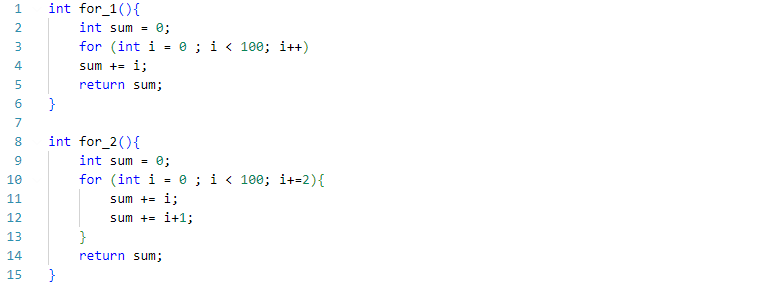 1 int for_1(){
2     int sum = 0;
3     for (int i = 0 ; i < 100; i++)
4     sum += i;
5     return sum;
6 }
7
8 int for_2(){
9     int sum = 0;
10     for (int i = 0 ; i < 100; i+=2){
11         sum += i;
12         sum += i+1;
13     }
14     return sum;
15 }